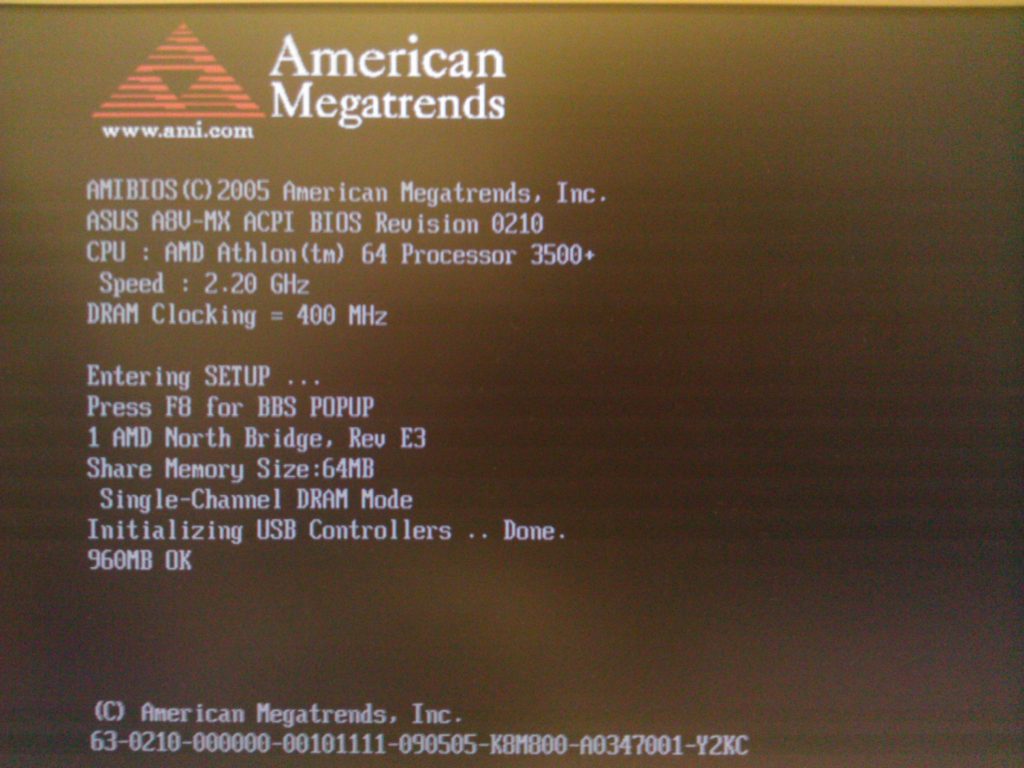 American
Megatrends
www.ami.com
AMIBIOS(C)2005 American Megatrends, Inc.
ASUS A8V-MX ACPI BIOS Revision 0210
CPU : AMD Athlon(tm) 64 Processor 3500+
Speed : 2.20 GHz
DRAM Clocking = 400 MHz
Entering SETUP ...
Press F8 for BBS POPUP
1 AMD North Bridge, Rev E3
Share Memory Size:64MB
Single-Channel DRAM Mode
Initializing USB Controllers .. Done.
960MB OK
(C) American Megatrends, Inc.
63-0210-000000-00101111-090505-K8M800-A0347001-Y2KC